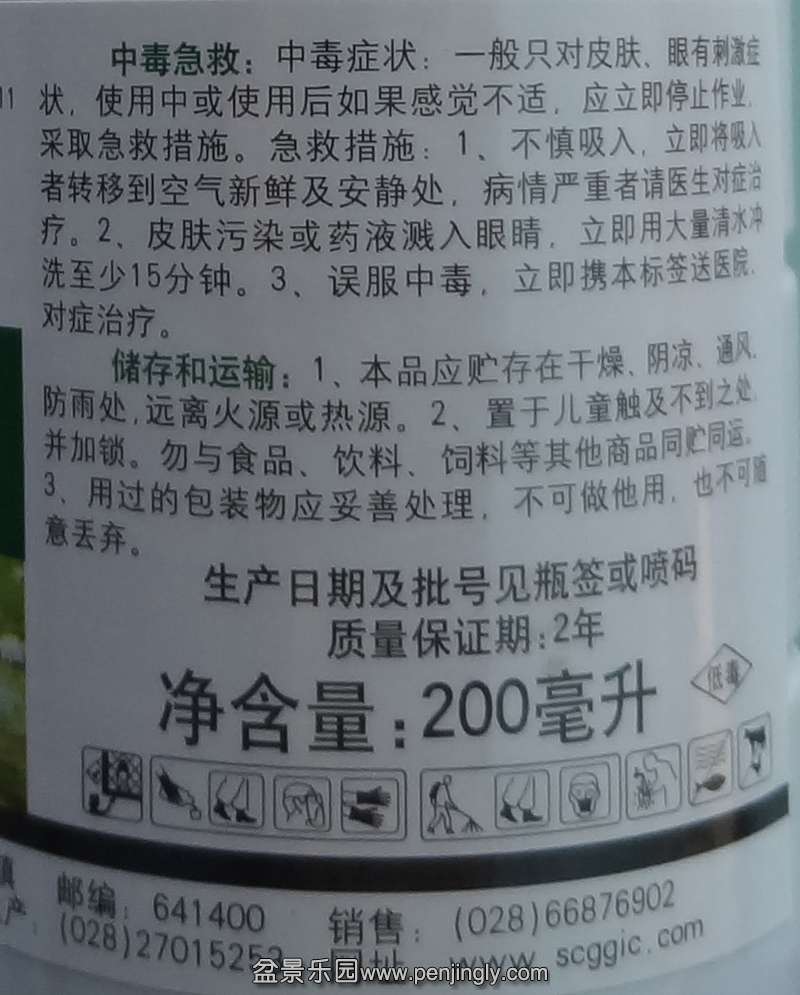 中毒急救：中毒症状：一般只对皮肤、眼有刺激症
11
状，使用中或使用后如果感觉不适，应立即停止作业，
采取急救措施。急救措施：1、不慎吸入，立即将吸入
者转移到空气新鲜及安静处，病情严重者请医生对症治
疗。2、皮肤污染或药液溅入眼睛，立即用大量清水冲
洗至少15分钟。3、误服中毒，立即携本标签送医院，
对症治疗。
储存和运输：1、本品应贮存在干燥、阴凉、通风、
防雨处，远离火源或热源。2、置于儿童触及不到之处，
并加锁。勿与食品、饮料、饲料等其他商品同贮同运。
3、用过的包装物应妥善处理，不可做他用，也不可随
意丢弃。
生产日期及批号见瓶签或喷码
质量保证期：2年
净含量：200毫升
低毒
镇 邮编：641400 销售：(028)66876902
产：(028)27015252 网址 www.scggic.com
盆景乐园www.penjingly.com